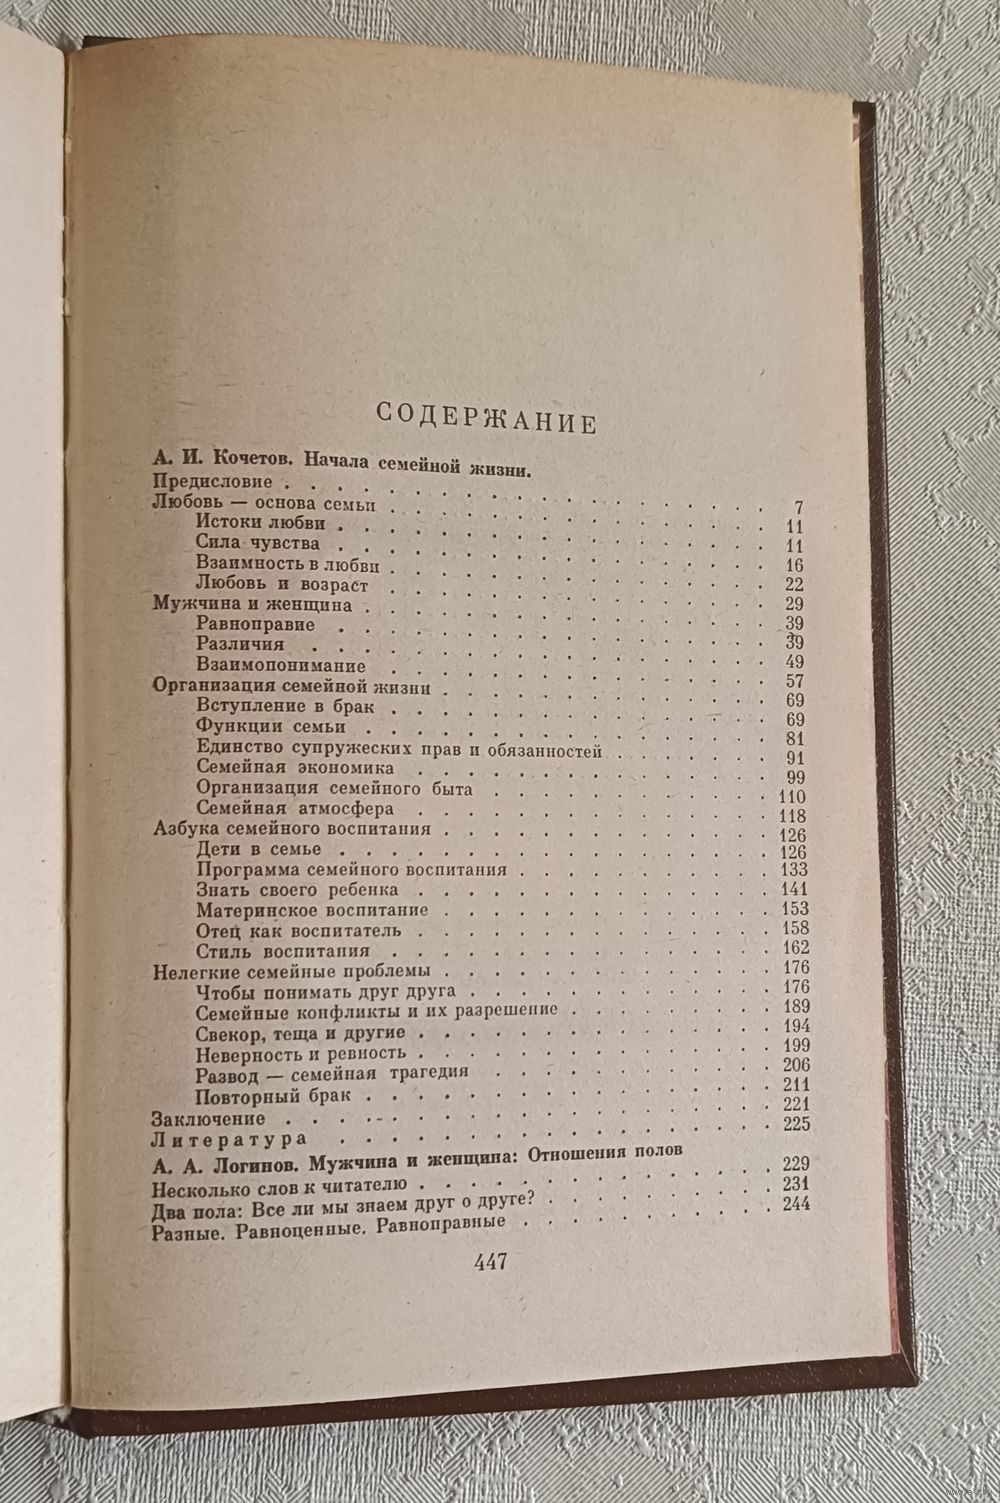 СОДЕРЖАНИЕ
А. И. Кочетов. Начала семейной жизни.
Предисловие . . . . . . . . . . 7
Любовь — основа семьи . . . . . . . . . . 11
Истоки любви . . . . . . . . . . 11
Сила чувства . . . . . . . . . . 16
Взаимность в любви . . . . . . . . . . 22
Любовь и возраст . . . . . . . . . . 29
Мужчина и женщина . . . . . . . . . . 39
Равноправие . . . . . . . . . . 39
Различия . . . . . . . . . . 49
Взаимопонимание . . . . . . . . . . 57
Организация семейной жизни . . . . . . . . . . 69
Вступление в брак . . . . . . . . . . 69
Функции семьи . . . . . . . . . . 81
Единство супружеских прав и обязанностей . . . . . . 91
Семейная экономика . . . . . . . . . . 99
Организация семейного быта . . . . . . . . . . 110
Семейная атмосфера . . . . . . . . . . 118
Азбука семейного воспитания . . . . . . . . . . 126
Дети в семье . . . . . . . . . . 126
Программа семейного воспитания . . . . . . . . . . 133
Знать своего ребенка . . . . . . . . . . 141
Материнское воспитание . . . . . . . . . . 153
Отец как воспитатель . . . . . . . . . . 158
Стиль воспитания . . . . . . . . . . 162
Нелегкие семейные проблемы . . . . . . . . . . 176
Чтобы понимать друг друга . . . . . . . . . . 176
Семейные конфликты и их разрешение . . . . . . . . 189
Свекор, теща и другие . . . . . . . . . . 194
Неверность и ревность . . . . . . . . . . 199
Развод — семейная трагедия . . . . . . . . . . 206
Повторный брак . . . . . . . . . . 211
Заключение . . . . . . . . . . 221
Литература . . . . . . . . . . 225
А. А. Логинов. Мужчина и женщина: Отношения полов
Несколько слов к читателю . . . . . . . . . . 229
Два пола: Все ли мы знаем друг о друге? . . . . . . . . 231
Разные. Равноценные. Равноправные . . . . . . . . . . 244
447